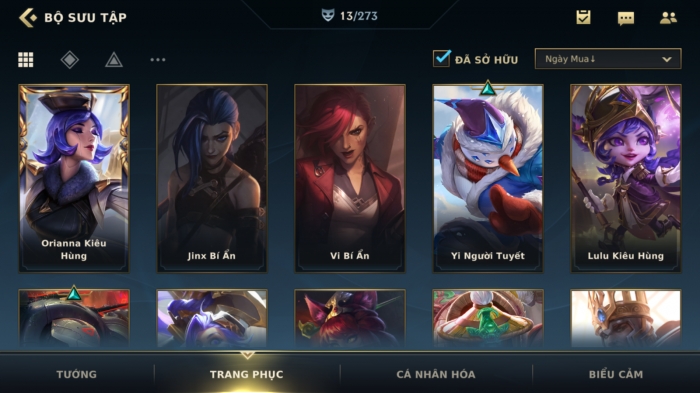 BỘ SƯU TẬP
13/273
ĐÃ SỞ HỮU
Ngày Mua↓
Orianna Kiêu
Hùng
Jinx Bí Ẩn
Vi Bí Ẩn
Yi Người Tuyết
Lulu Kiêu Hùng
TƯỚNG
TRANG PHỤC
CÁ NHÂN HÓA
BIỂU CẢM